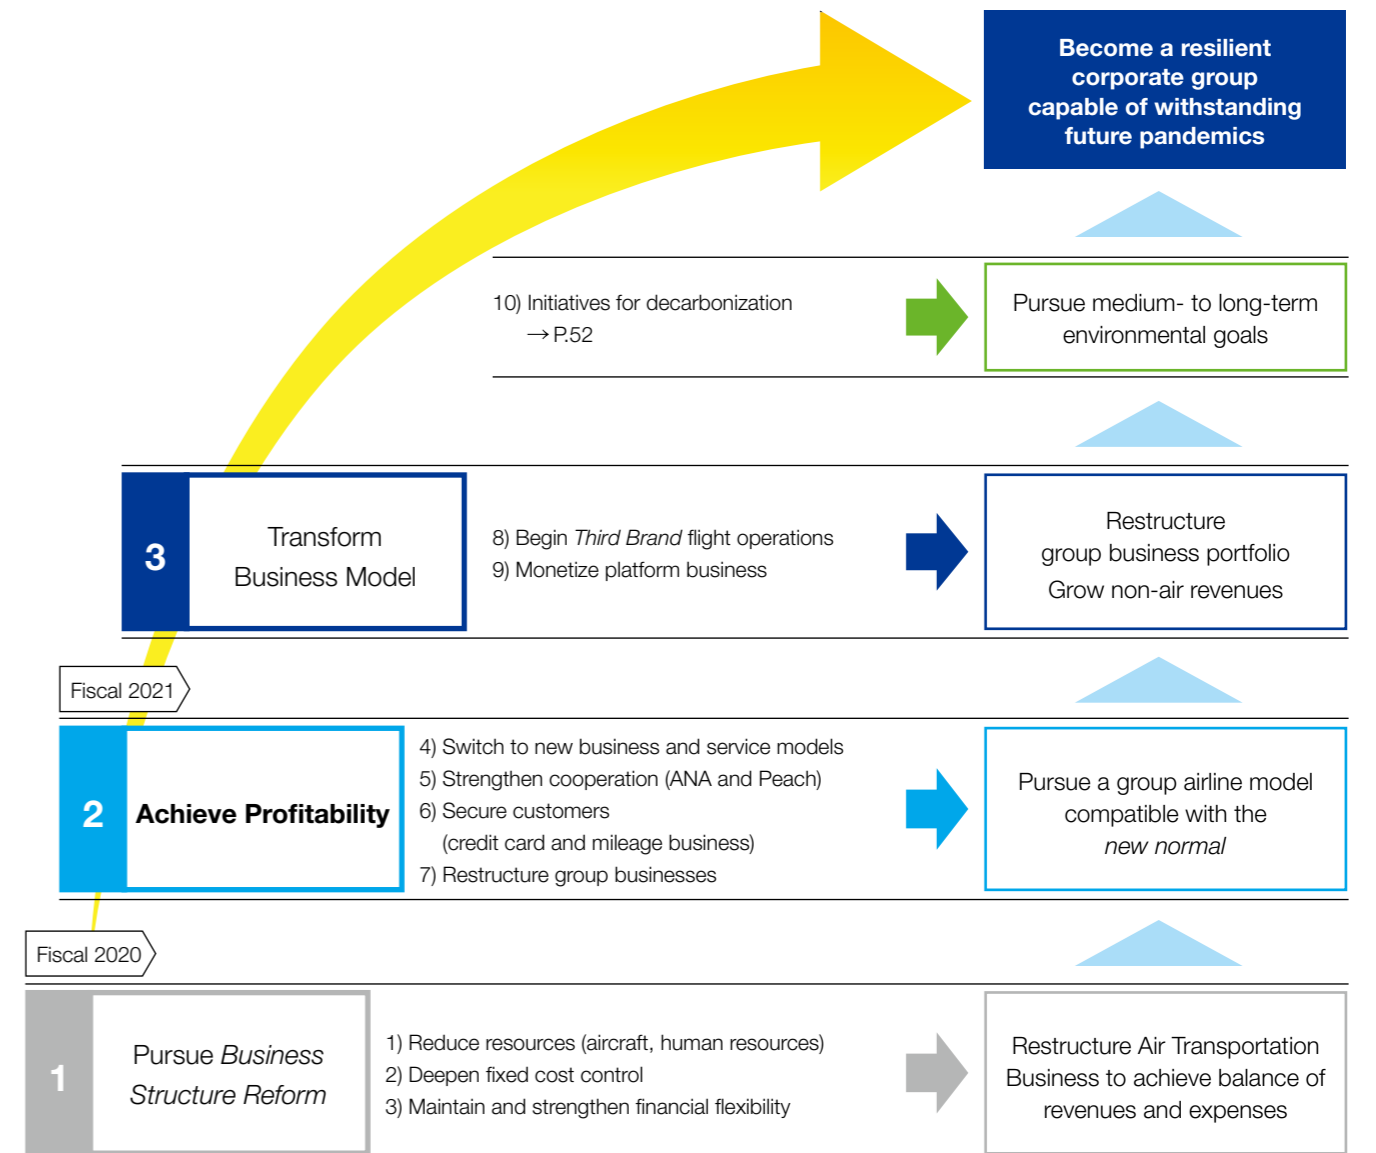 Become a resilient
corporate group
capable of withstanding
future pandemics
10) Initiatives for decarbonization
→ P.52
Pursue medium- to long-term
environmental goals
3
Transform
Business Model
8) Begin Third Brand flight operations
9) Monetize platform business
Restructure
group business portfolio
Grow non-air revenues
Fiscal 2021
2
Achieve Profitability
4) Switch to new business and service models
5) Strengthen cooperation (ANA and Peach)
6) Secure customers
(credit card and mileage business)
7) Restructure group businesses
Pursue a group airline model
compatible with the
new normal
Fiscal 2020
1
Pursue Business
Structure Reform
1) Reduce resources (aircraft, human resources)
2) Deepen fixed cost control
3) Maintain and strengthen financial flexibility
Restructure Air Transportation
Business to achieve balance of
revenues and expenses